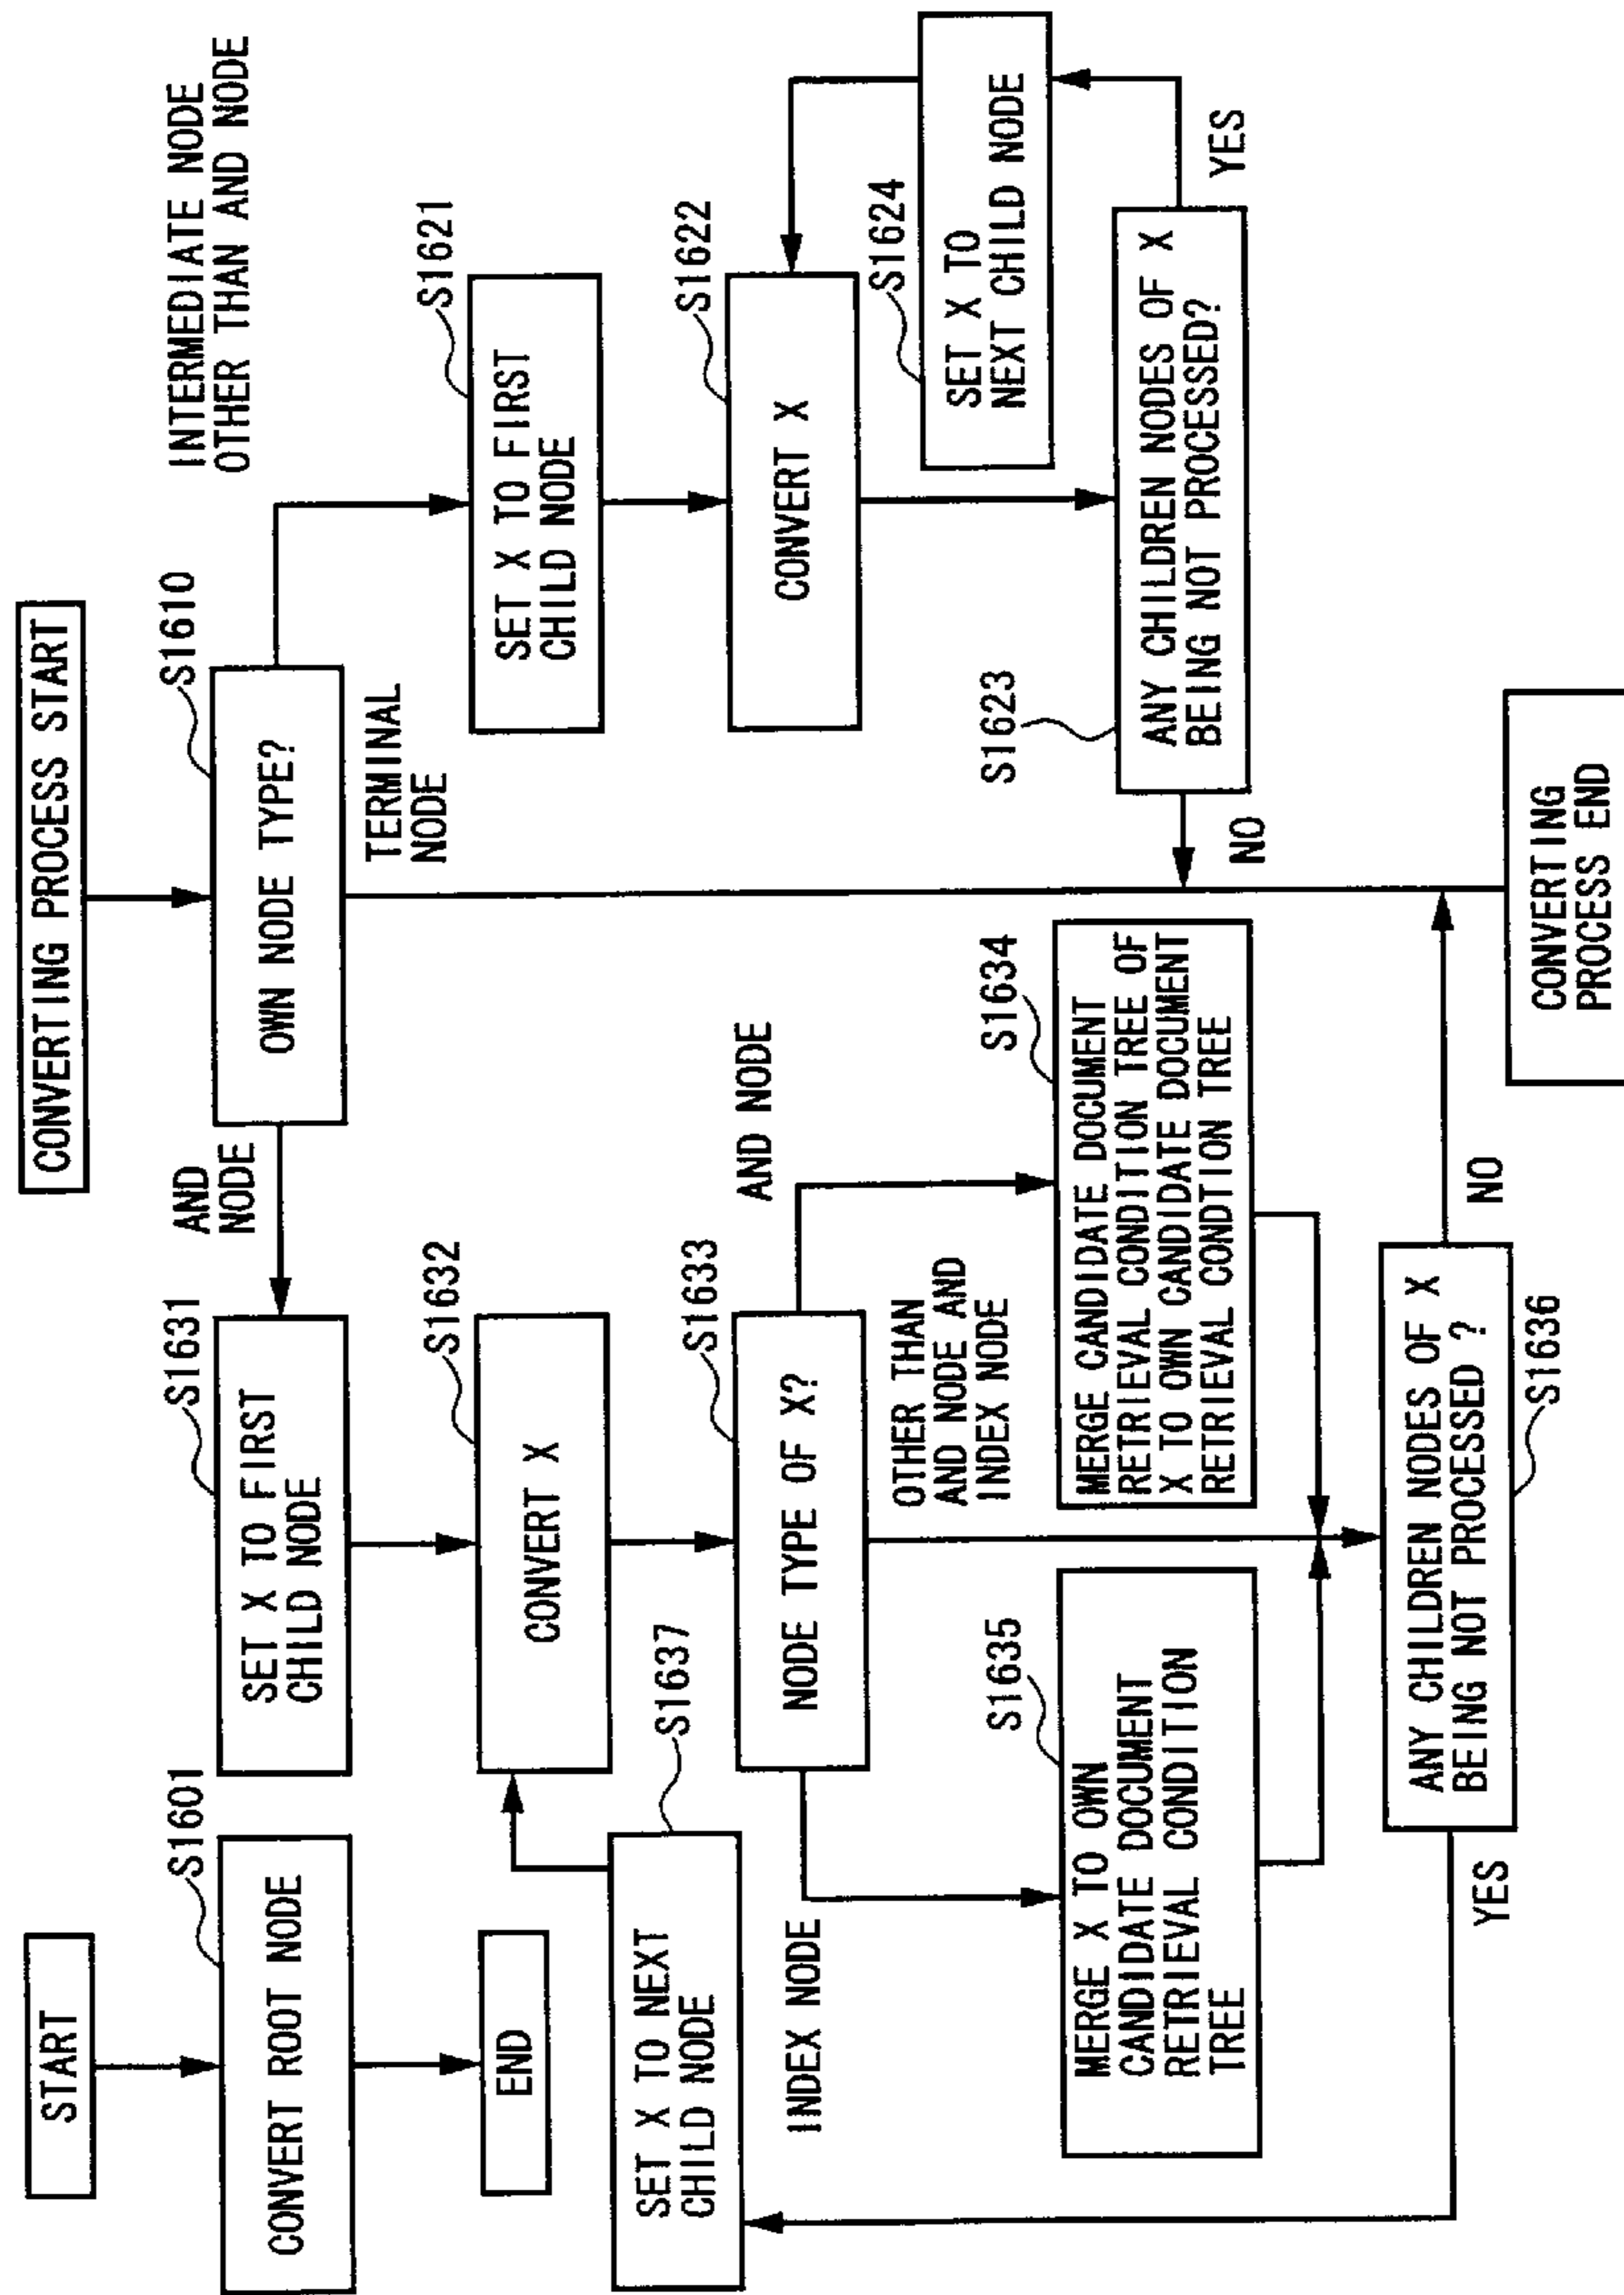 START
S1601
CONVERT ROOT NODE
END
CONVERTING PROCESS START
S1610
OWN NODE TYPE?
AND
NODE
TERMINAL
NODE
INTERMEDIATE NODE
OTHER THAN AND NODE
S1631
SET X TO FIRST
CHILD NODE
S1632
CONVERT X
S1637
SET X TO NEXT
CHILD NODE
S1633
NODE TYPE OF X?
INDEX NODE
OTHER THAN
AND NODE AND
INDEX NODE
AND NODE
S1635
MERGE X TO OWN
CANDIDATE DOCUMENT
RETRIEVAL CONDITION
TREE
S1634
MERGE CANDIDATE DOCUMENT
RETRIEVAL CONDITION TREE OF
X TO OWN CANDIDATE DOCUMENT
RETRIEVAL CONDTION TREE
ANY CHILDREN NODES OF X
BEING NOT PROCESSED ?
S1636
YES
NO
S1621
SET X TO FIRST
CHILD NODE
S1622
CONVERT X
S1624
SET X TO
NEXT CHILD NODE
S1623
ANY CHILDREN NODES OF X
BEING NOT PROCESSED?
YES
NO
CONVERTING
PROCESS END